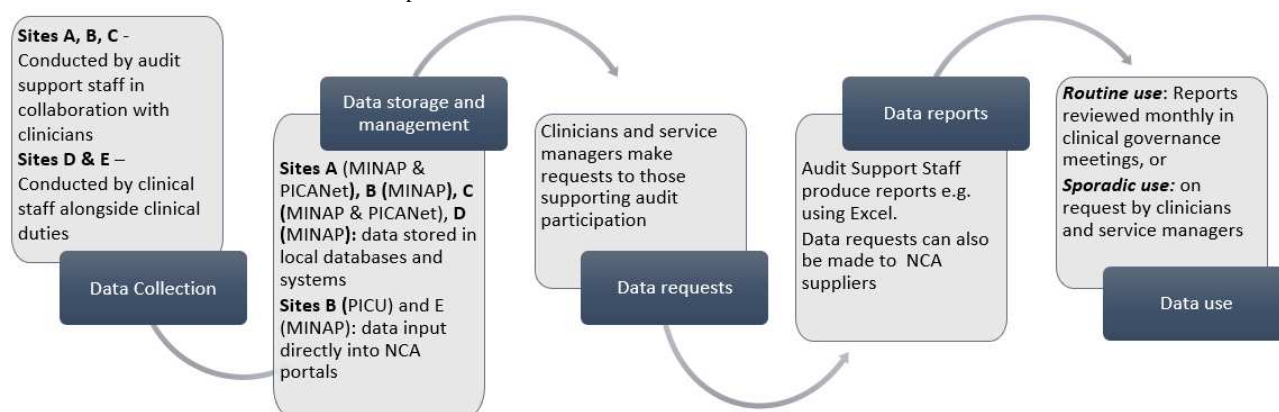 Sites A, B, C -
Conducted by audit
support staff in
collaboration with
clinicians
Sites D & E –
Conducted by clinical
staff alongside clinical
duties
Data Collection
Data storage and
management
Sites A (MINAP &
PICANet), B (MINAP), C
(MINAP & PICANet), D
(MINAP): data stored in
local databases and
systems
Sites B (PICU) and E
(MINAP): data input
directly into NCA
portals
Clinicians and service
managers make
requests to those
supporting audit
participation
Data requests
Data reports
Audit Support Staff
produce reports e.g.
using Excel.
Data requests can also
be made to NCA
suppliers
Routine use: Reports
reviewed monthly in
clinical governance
meetings, or
Sporadic use: on
request by clinicians
and service managers
Data use